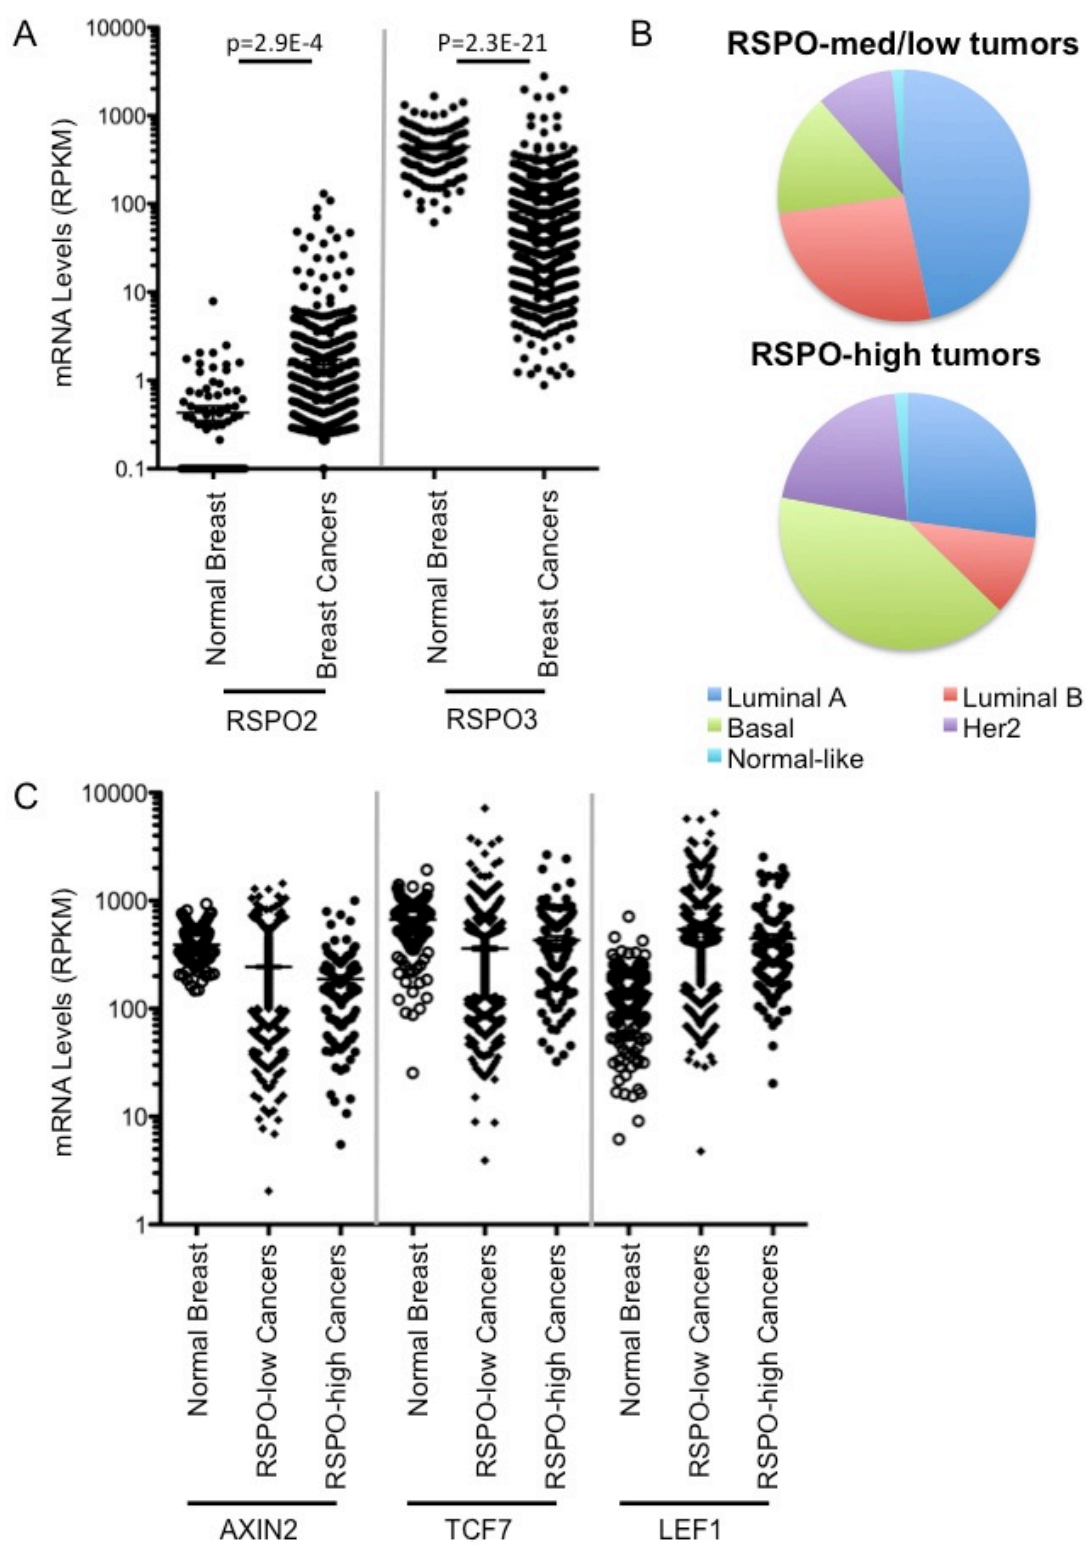 A
10000
1000
100
10
1
0.1
mRNA Levels (RPKM)
p=2.9E-4
P=2.3E-21
Normal Breast
Breast Cancers
Normal Breast
Breast Cancers
RSPO2
RSPO3
B
RSPO-med/low tumors
RSPO-high tumors
Luminal A
Luminal B
Basal
Her2
Normal-like
C
10000
1000
100
10
1
mRNA Levels (RPKM)
Normal Breast
RSPO-low Cancers
RSPO-high Cancers
Normal Breast
RSPO-low Cancers
RSPO-high Cancers
Normal Breast
RSPO-low Cancers
RSPO-high Cancers
AXIN2
TCF7
LEF1